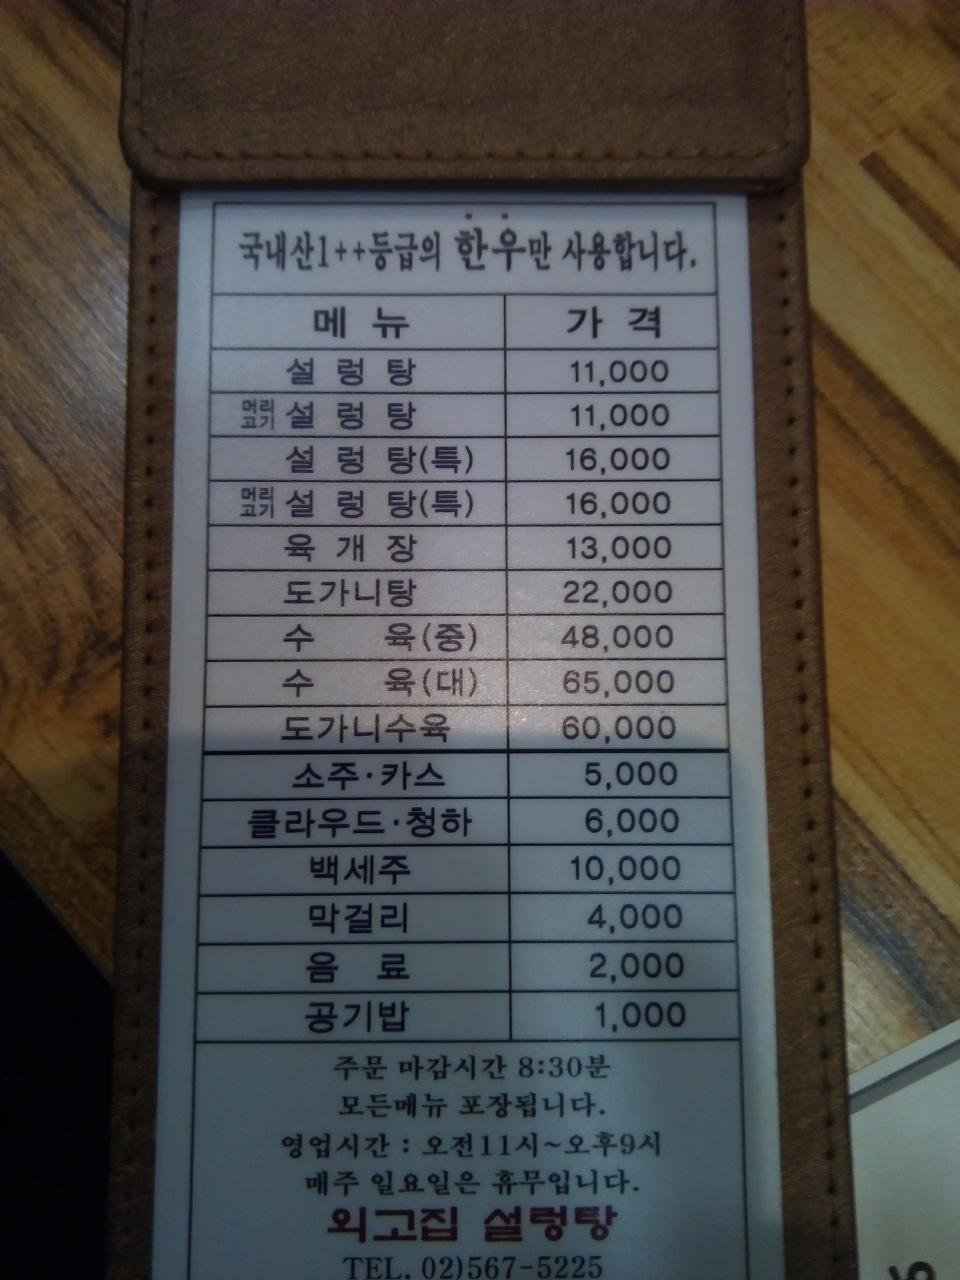 국내산1++등급의 한우만 사용합니다.
메 뉴 가 격
설 렁 탕 11,000
머리고기 설 렁 탕 11,000
설 렁 탕(특) 16,000
머리고기 설 렁 탕(특) 16,000
육 개 장 13,000
도가니탕 22,000
수 육(중) 48,000
수 육(대) 65,000
도가니수육 60,000
소주·카스 5,000
클라우드·청하 6,000
백세주 10,000
막걸리 4,000
음 료 2,000
공기밥 1,000
주문 마감시간 8:30분
모든메뉴 포장됩니다.
영업시간 : 오전11시~오후9시
매주 일요일은 휴무입니다.
외고집 설렁탕
TEL. 02)567-5225